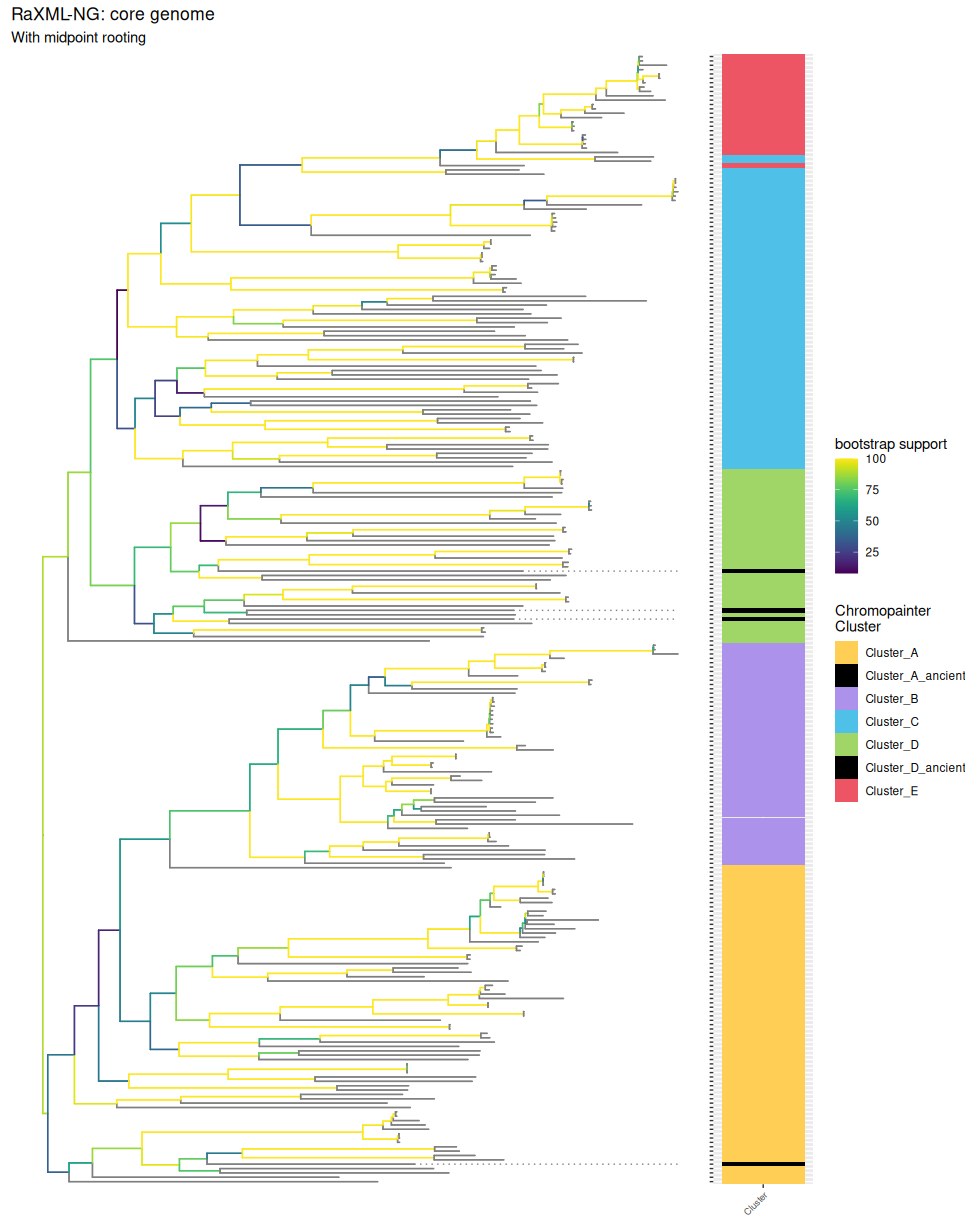 RaXML-NG: core genome
With midpoint rooting
bootstrap support
100
75
50
25
Chromopainter
Cluster
Cluster_A
Cluster_A_ancient
Cluster_B
Cluster_C
Cluster_D
Cluster_D_ancient
Cluster_E
Cluster